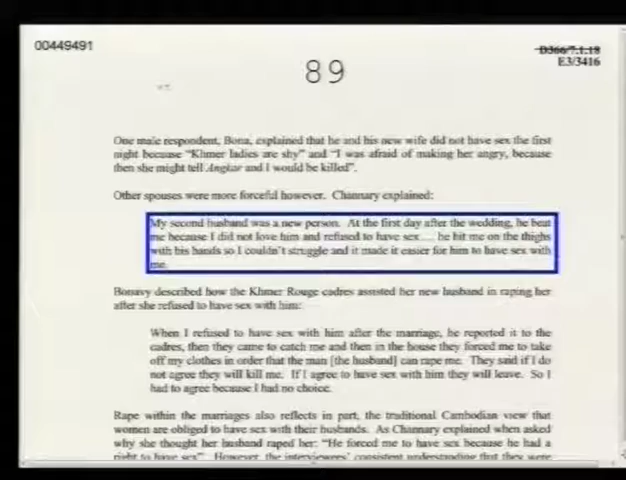 00449491
89
D366/7.1.18
E3/3416
One male respondent, Bona, explained that he and his new wife did not have sex the first
night because "Khmer ladies are shy" and "I was afraid of making her angry, because
then she might tell Angkar and I would be killed".
Other spouses were more forceful however. Channary explained:
My second husband was a new person. At the first day after the wedding, he beat
me because I did not love him and refused to have sex… he hit me on the thighs
with his hands so I couldn't struggle and it made it easier for him to have sex with
me.
Bonavy described how the Khmer Rouge cadres assisted her new husband in raping her
after she refused to have sex with him:
When I refused to have sex with him after the marriage, he reported it to the
cadres, then they came to catch me and then in the house they forced me to take
off my clothes in order that the man [the husband] can rape me. They said if I do
not agree they will kill me. If I agree to have sex with him they will leave. So I
had to agree because I had no choice.
Rape within the marriages also reflects in part, the traditional Cambodian view that
women are obliged to have sex with their husbands. As Channary explained when asked
why she thought her husband raped her: "He forced me to have sex because he had a
right to have sex". However, the interviewees' consistent understanding that they were